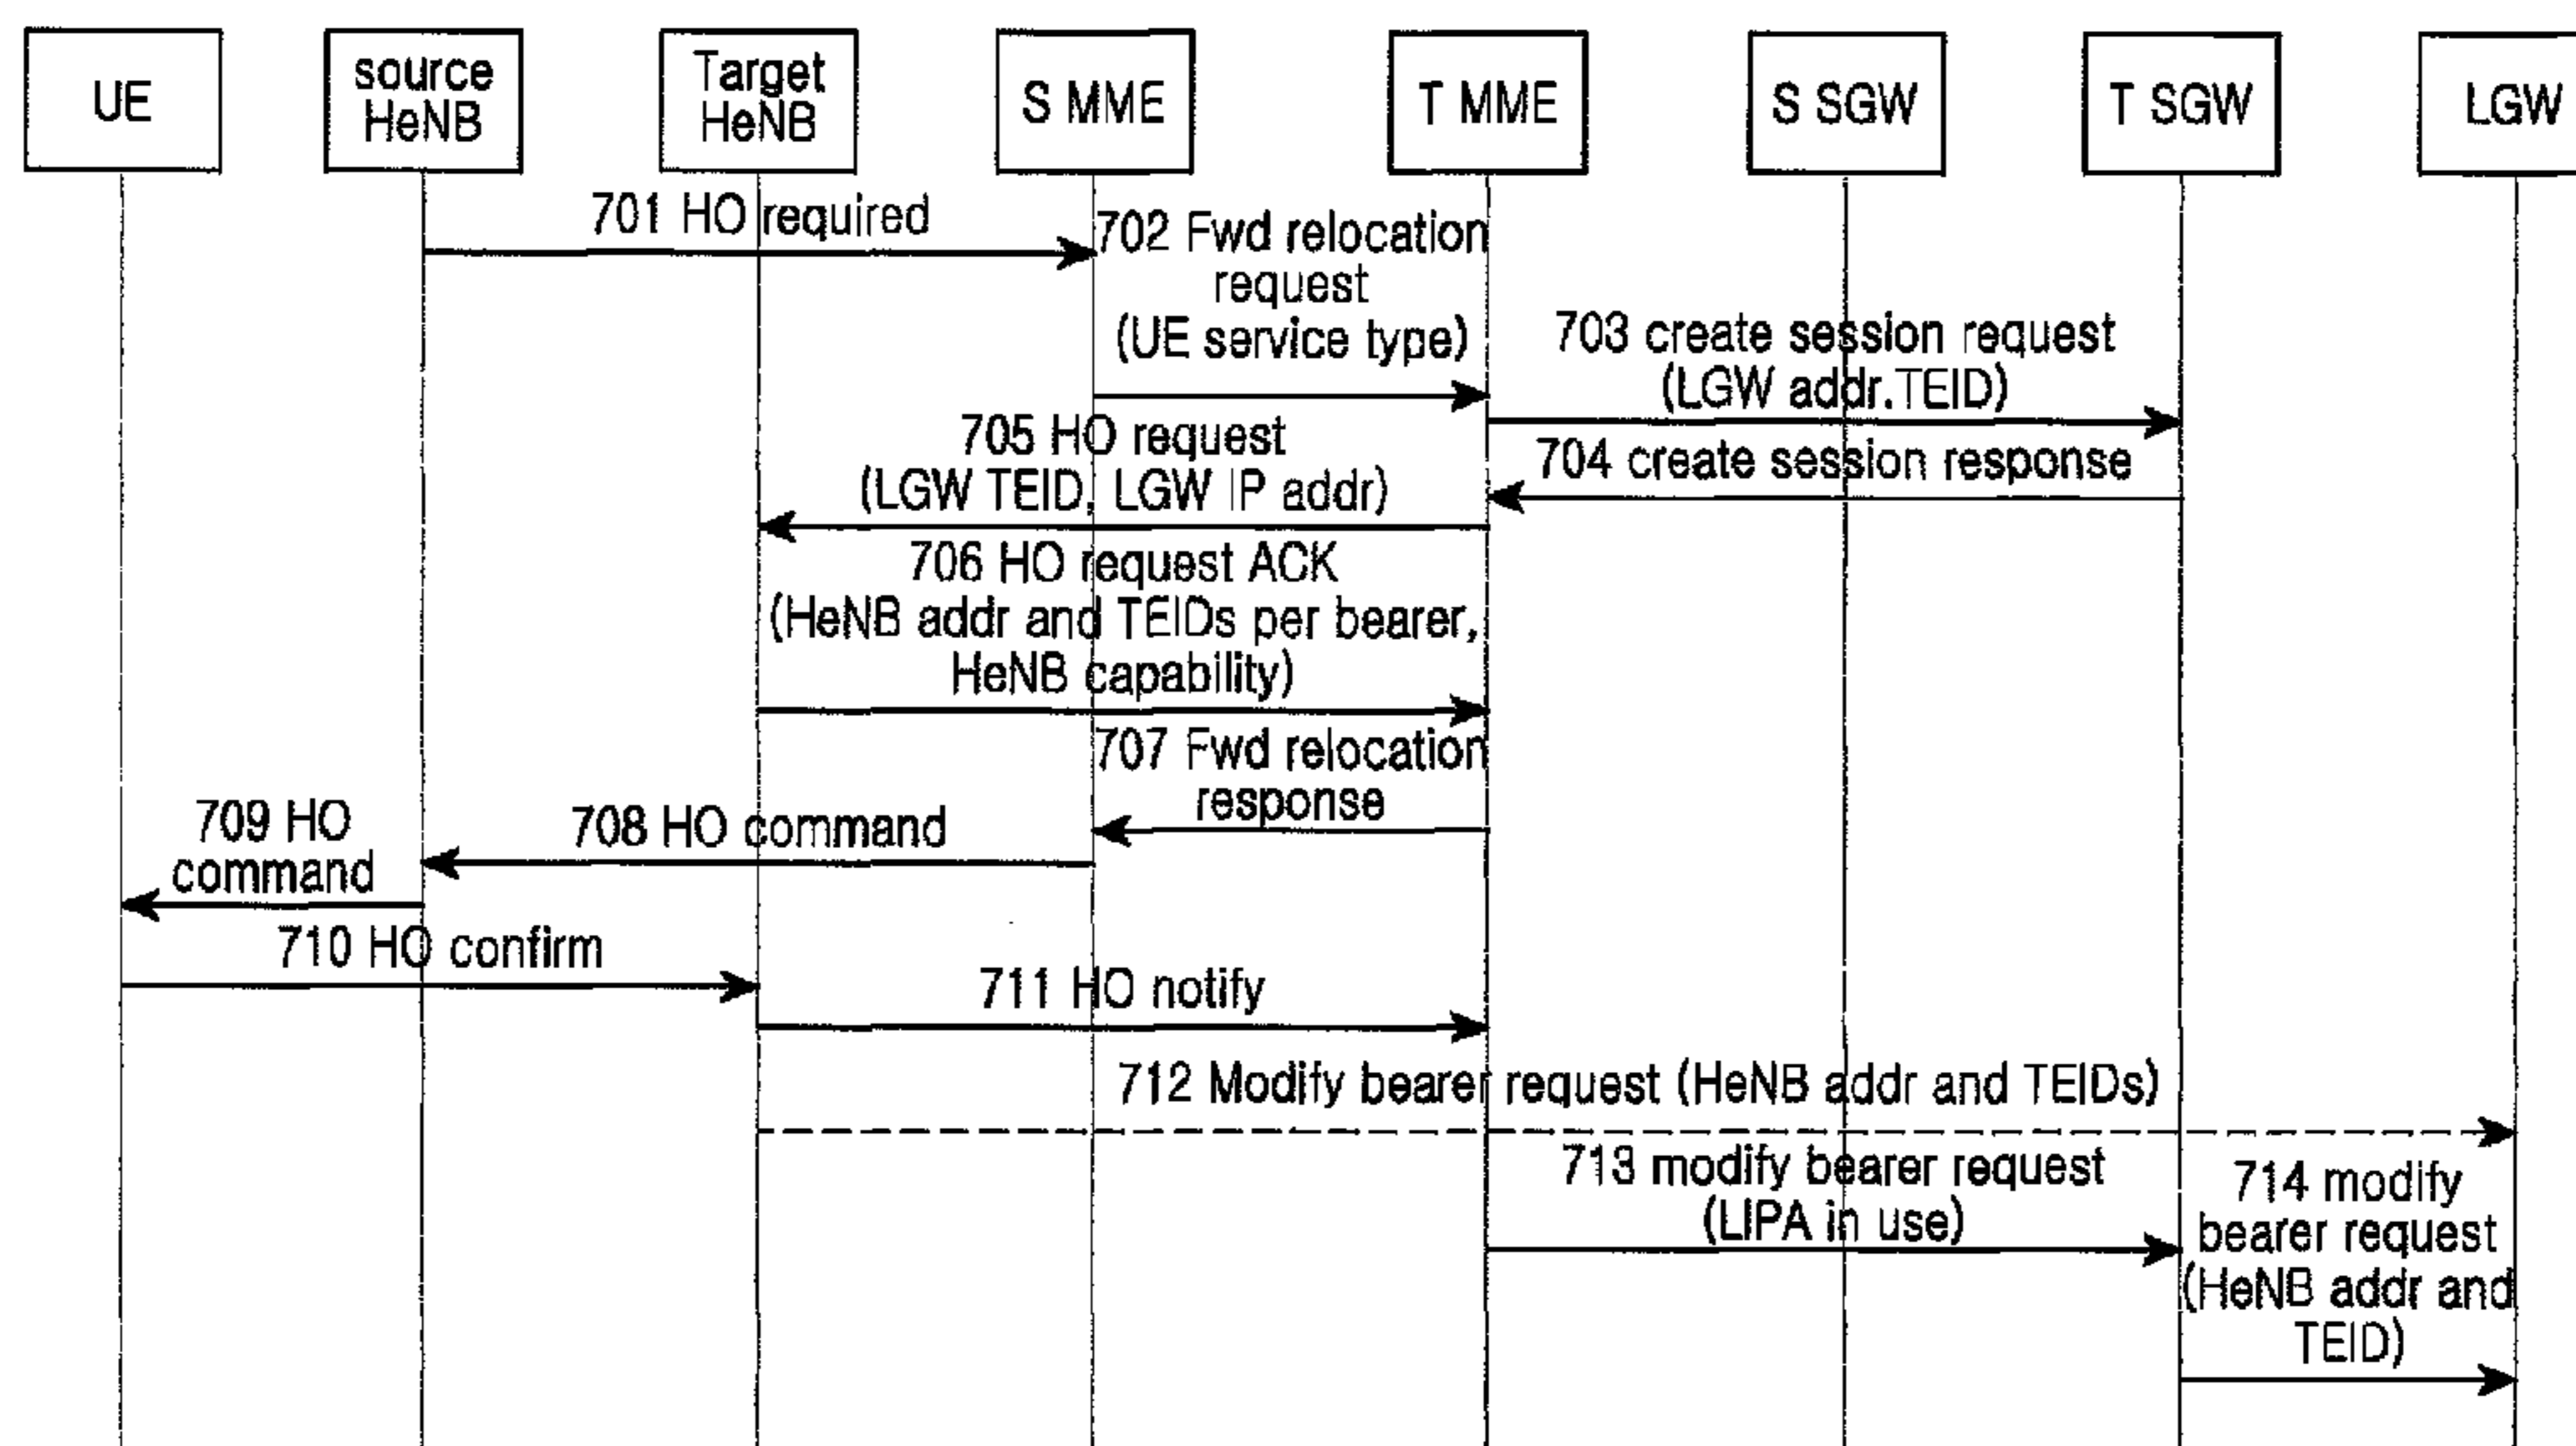 UE
source
HeNB
Target
HeNB
S MME
T MME
S SGW
T SGW
LGW
701 HO required
702 Fwd relocation
request
(UE service type)
703 create session request
(LGW addr.TEID)
704 create session response
705 HO request
(LGW TEID, LGW IP addr)
706 HO request ACK
(HeNB addr and TEIDs per bearer,
HeNB capability)
707 Fwd relocation
response
708 HO command
709 HO
command
710 HO confirm
711 HO notify
712 Modify bearer request (HeNB addr and TEIDs)
713 modify bearer request
(LIPA in use)
714 modify
bearer request
(HeNB addr and
TEID)